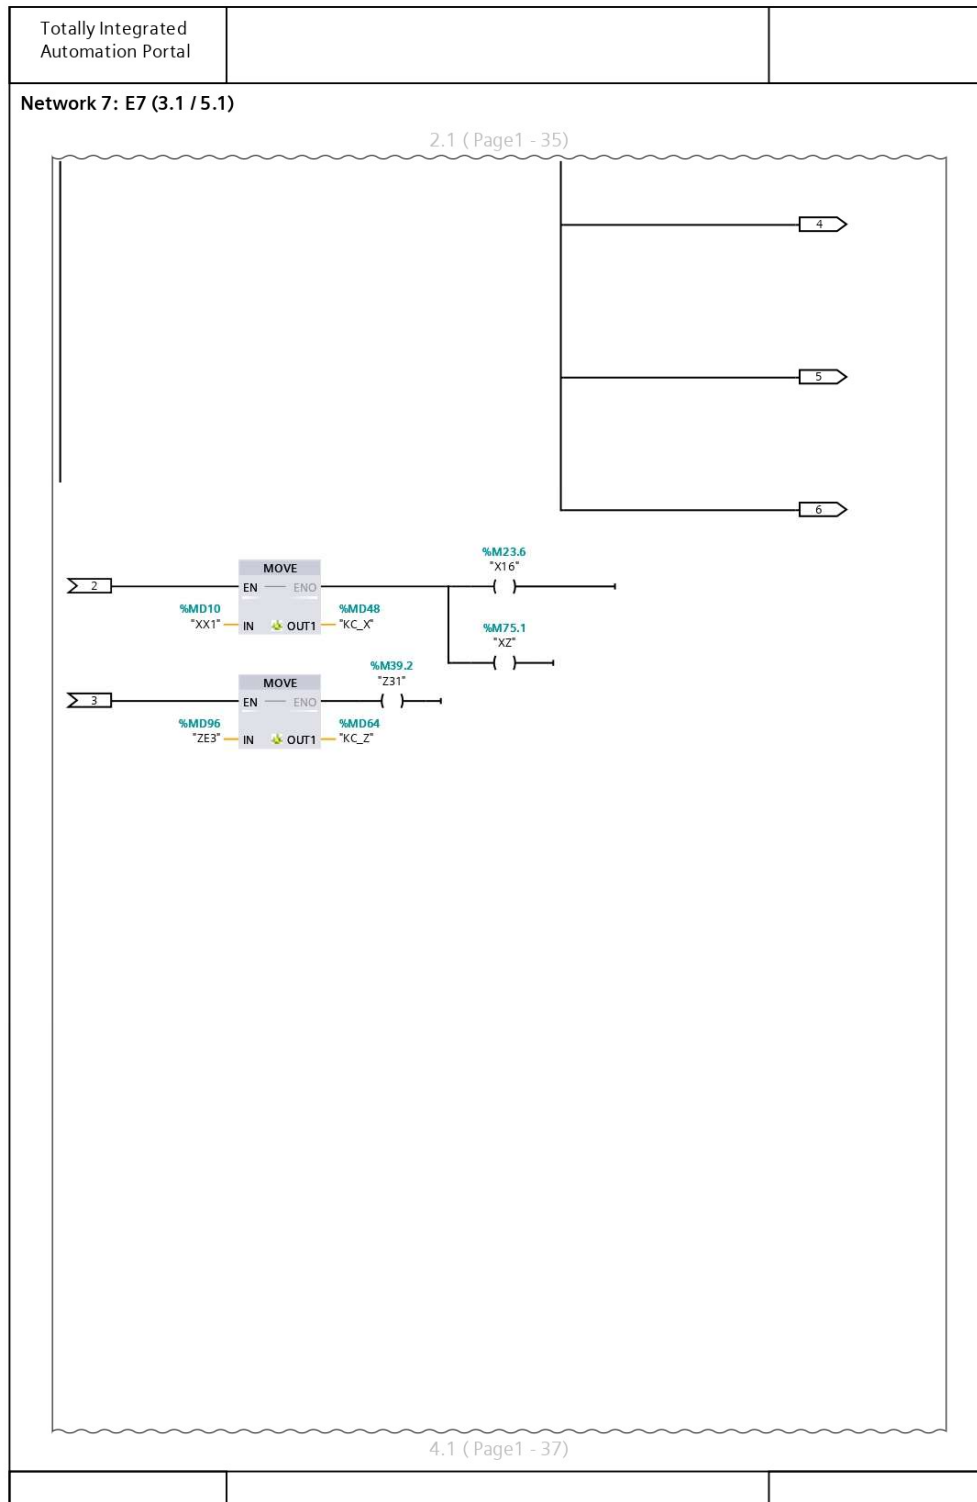 Totally Integrated
Automation Portal
Network 7: E7 (3.1 / 5.1)
2.1 ( Page1 - 35)
4
5
6
%M23.6
"X16"
2
MOVE
EN
ENO
%MD10
"XX1"
IN
OUT1
%MD48
"KC_X"
%M75.1
"XZ"
%M39.2
"Z31"
3
MOVE
EN
ENO
%MD96
"ZE3"
IN
OUT1
%MD64
"KC_Z"
4.1 ( Page1 - 37)